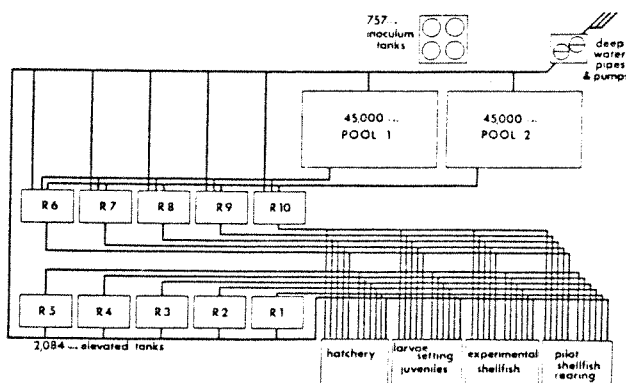 757...
inoculum
tanks
deep
water
pipes
& pumps
45,000 ...
POOL 1
45,000 ...
POOL 2
R6
R7
R8
R9
R10
R5
R4
R3
R2
R1
2,084 ... elevated tanks
hatchery
larvae
setting
juveniles
experimental
shellfish
pilot
shellfish
rearing